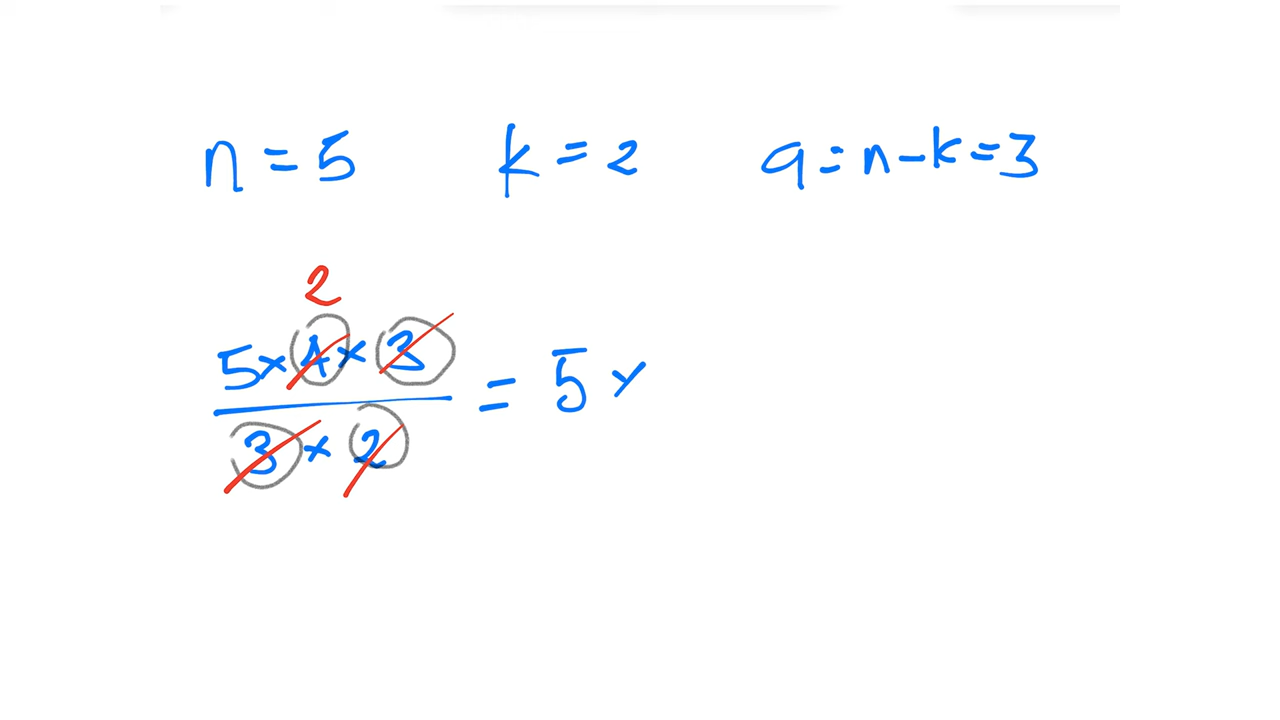 n = 5 k = 2 a = n - k = 3
2
5 × 4 × 3
3 × 2
= 5 ×